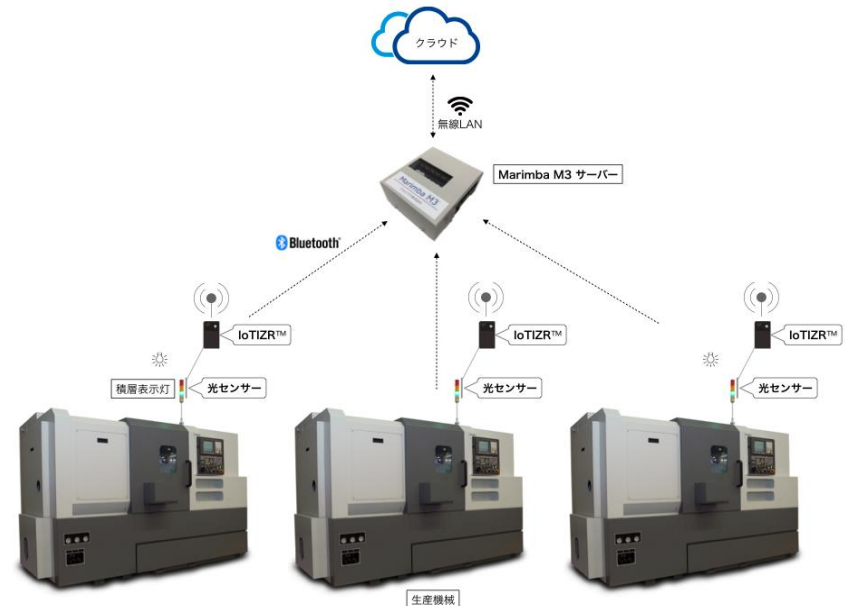 クラウド
無線LAN
Marimba M3 サーバー
Marimba M3
Bluetooth
IoTIZR™
IoTIZR™
IoTIZR™
積層表示灯
光センサー
光センサー
光センサー
生産機械